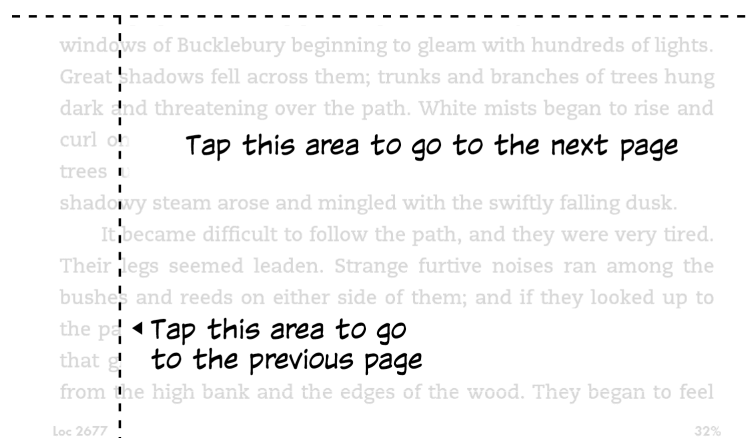 windows of Bucklebury beginning to gleam with hundreds of lights.
Great shadows fell across them; trunks and branches of trees hung
dark and threatening over the path. White mists began to rise and
curl on
Tap this area to go to the next page
trees
shadowy steam arose and mingled with the swiftly falling dusk.
It became difficult to follow the path, and they were very tired.
Their legs seemed leaden. Strange furtive noises ran among the
bushes and reeds on either side of them; and if they looked up to
the pa
Tap this area to go
to the previous page
that g
from the high bank and the edges of the wood. They began to feel
Loc 2677 32%